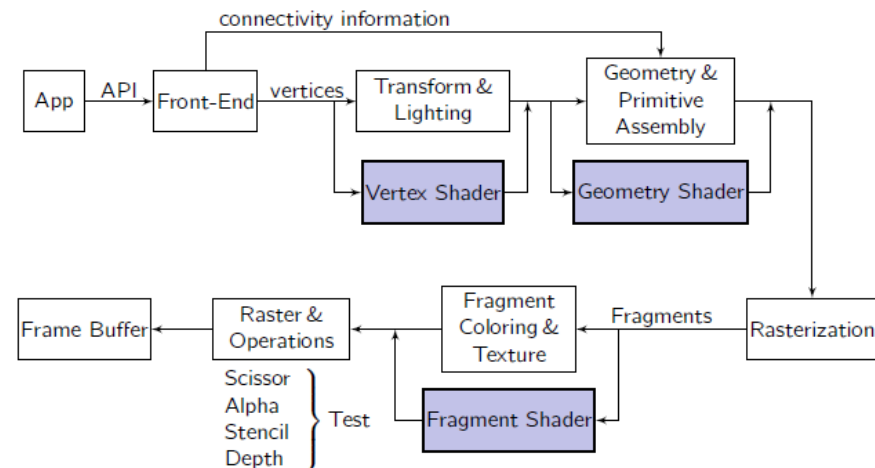 connectivity information
App
API
Front-End
vertices
Transform &
Lighting
Geometry &
Primitive
Assembly
Vertex Shader
Geometry Shader
Frame Buffer
Raster &
Operations
Fragment
Coloring &
Texture
Fragments
Rasterization
Scissor
Alpha
Stencil
Depth
Test
Fragment Shader